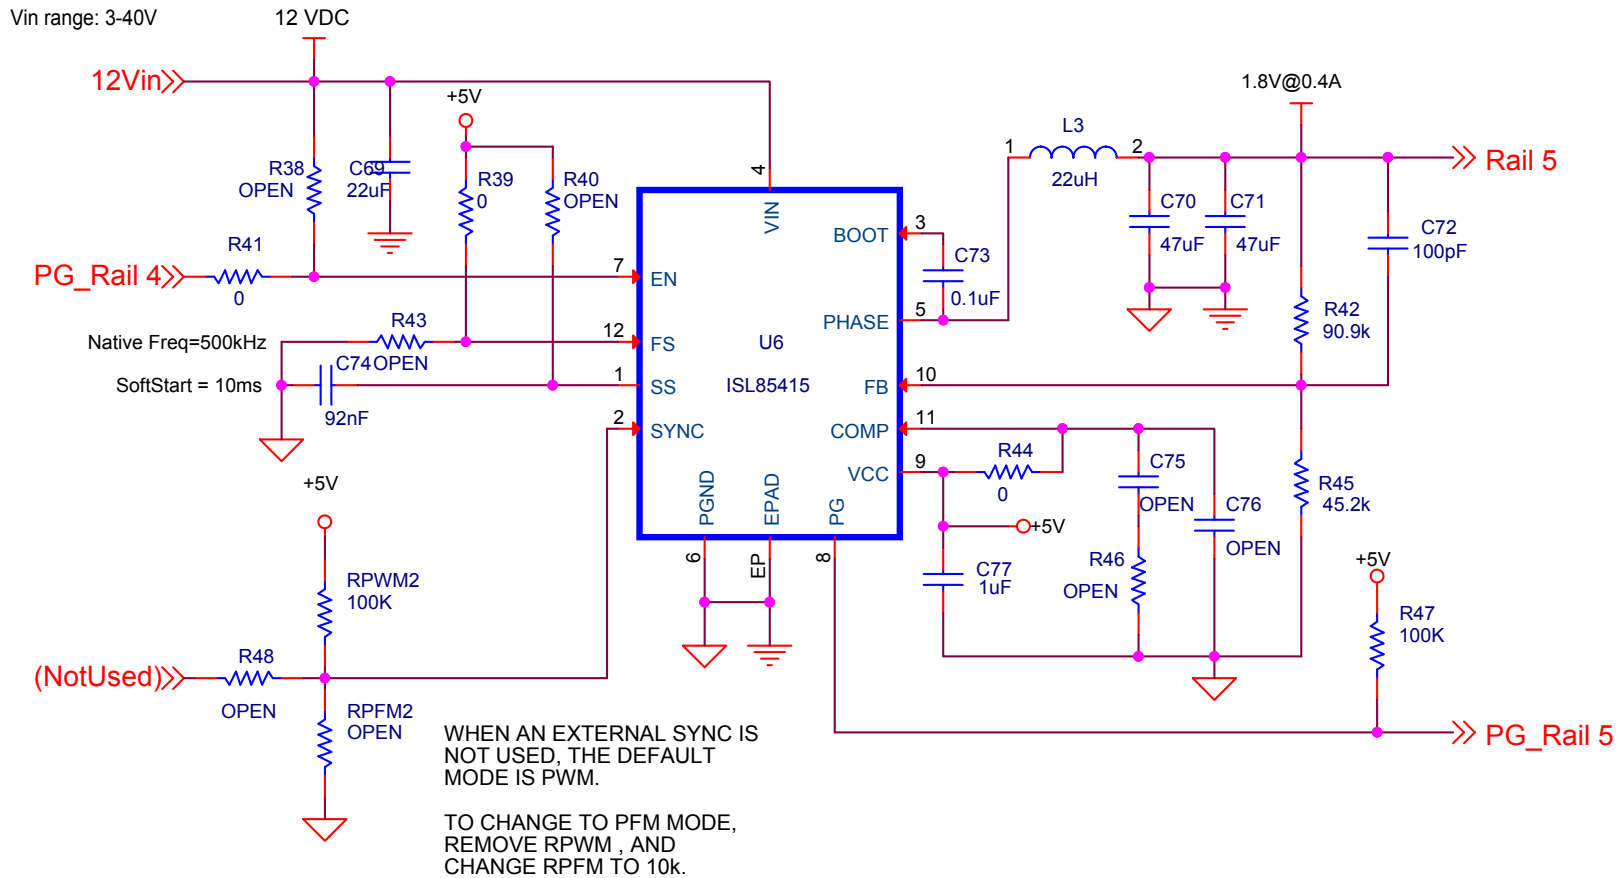 Vin range: 3-40V
12 VDC
12Vin
+5V
1.8V@0.4A
L3
1
2
22uH
Rail 5
R38
OPEN
C69
22uF
R39
0
R40
OPEN
4
VIN
BOOT
3
C70
47uF
C71
47uF
C72
100pF
R41
0
PG_Rail 4
7
EN
C73
0.1uF
PHASE
5
R42
90.9k
R43
OPEN
Native Freq=500kHz
12
FS
U6
ISL85415
C74
92nF
SoftStart = 10ms
1
SS
FB
10
2
SYNC
COMP
11
VCC
9
R44
0
C75
OPEN
C76
OPEN
R45
45.2k
PGND
EPAD
PG
6
EP
8
+5V
+5V
C77
1uF
R46
OPEN
+5V
R47
100K
RPWM2
100K
(NotUsed)
R48
OPEN
RPFM2
OPEN
PG_Rail 5
WHEN AN EXTERNAL SYNC IS
NOT USED, THE DEFAULT
MODE IS PWM.
TO CHANGE TO PFM MODE,
REMOVE RPWM , AND
CHANGE RPFM TO 10k.